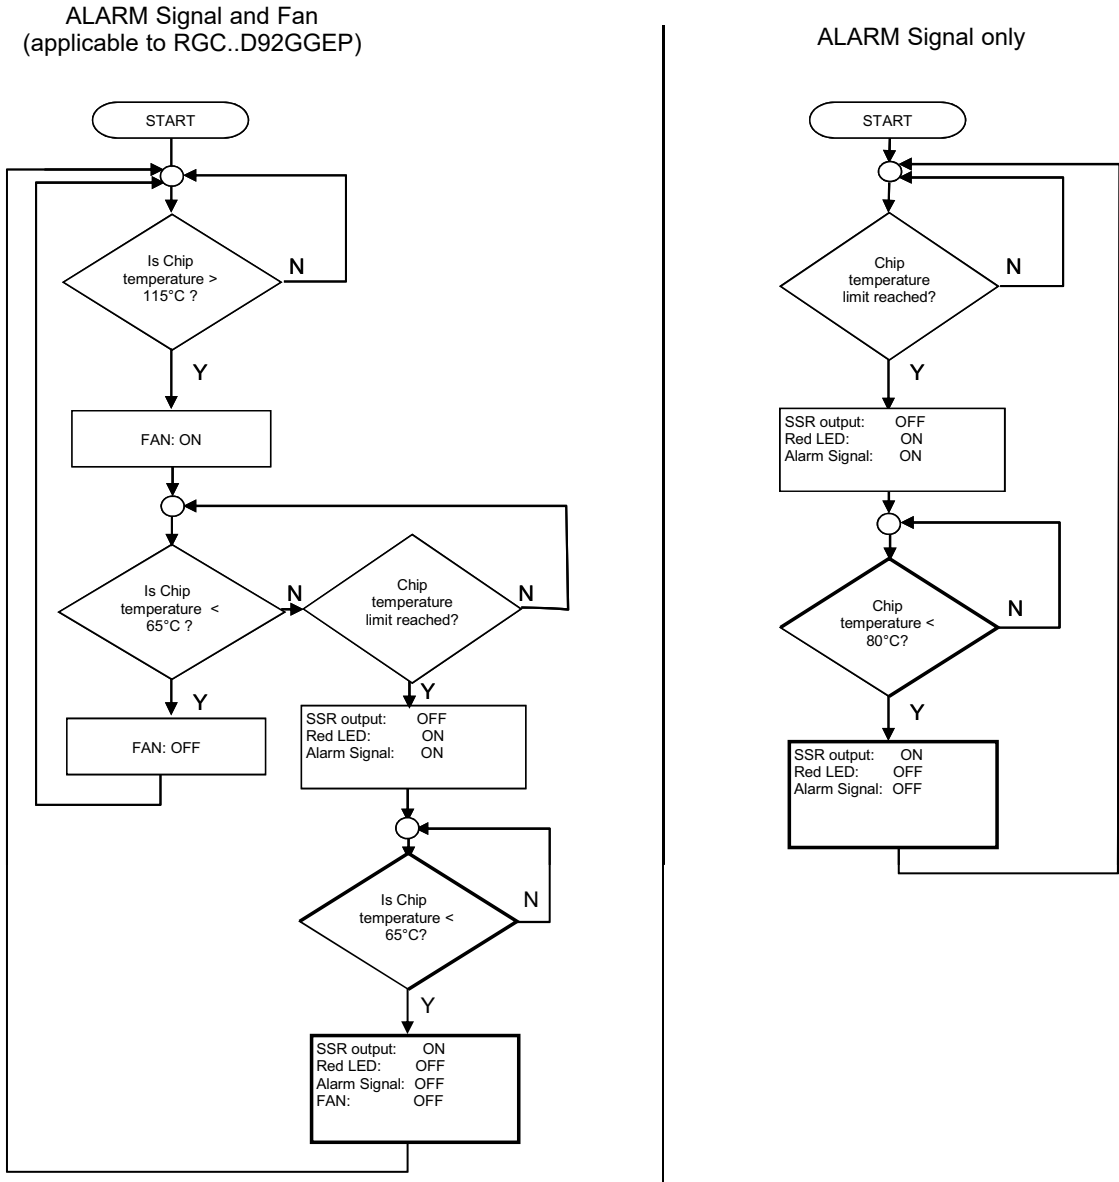 ALARM Signal and Fan
(applicable to RGC..D92GGEP)
START
Is Chip
temperature >
115°C ?
N
Y
FAN: ON
Is Chip
temperature <
65°C ?
N
Y
FAN: OFF
Chip
temperature
limit reached?
N
Y
SSR output: OFF
Red LED: ON
Alarm Signal: ON
Is Chip
temperature <
65°C?
N
Y
SSR output: ON
Red LED: OFF
Alarm Signal: OFF
FAN: OFF
ALARM Signal only
START
Chip
temperature
limit reached?
N
Y
SSR output: OFF
Red LED: ON
Alarm Signal: ON
Chip
temperature <
80°C?
N
Y
SSR output: ON
Red LED: OFF
Alarm Signal: OFF